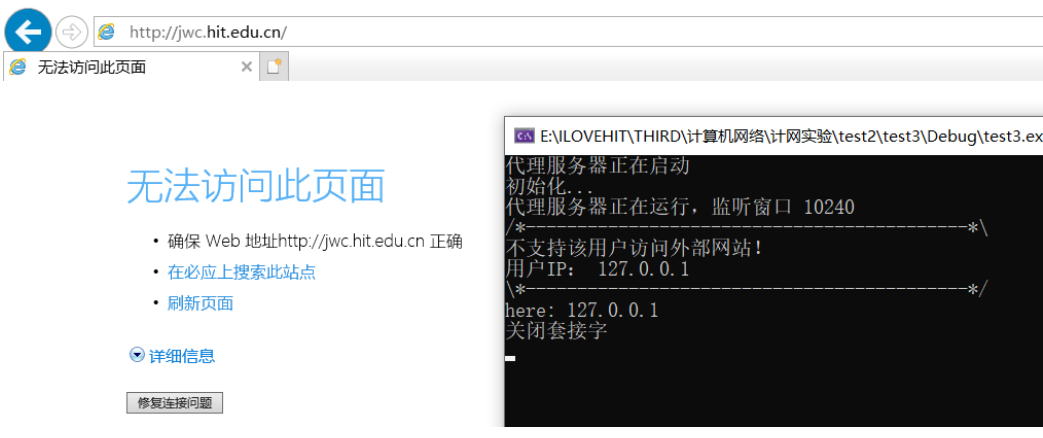 http://jwc.hit.edu.cn/
无法访问此页面
无法访问此页面
确保 Web 地址http://jwc.hit.edu.cn 正确
在必应上搜索此站点
刷新页面
详细信息
修复连接问题
E:\ILOVEHIT\THIRD\计算机网络\计网实验\test2\test3\Debug\test3.ex
代理服务器正在启动
初始化...
代理服务器正在运行，监听窗口 10240
/*-------------------------------------------*\
不支持该用户访问外部网站！
用户IP： 127.0.0.1
\*-------------------------------------------*/
here: 127.0.0.1
关闭套接字